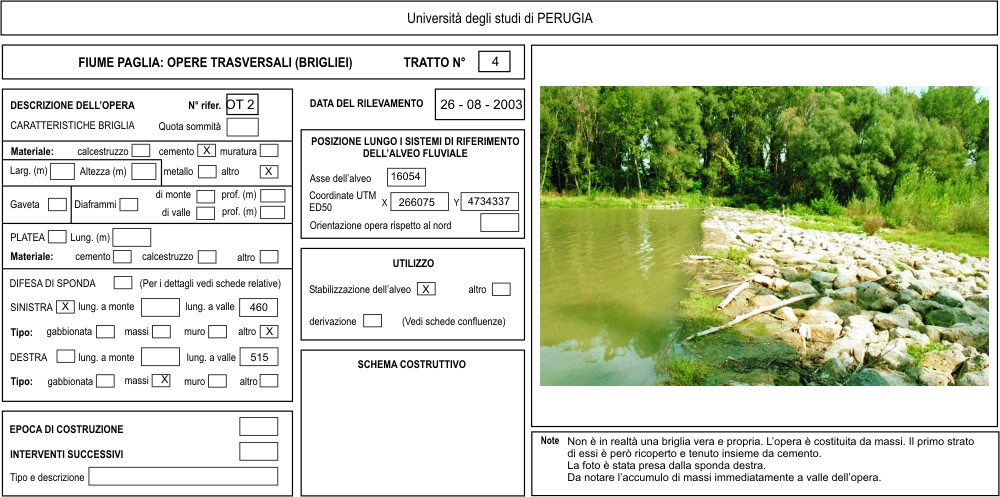 Università degli studi di PERUGIA
FIUME PAGLIA: OPERE TRASVERSALI (BRIGLIEI) TRATTO N° 4
DESCRIZIONE DELL'OPERA N° rifer. OT 2
CARATTERISTICHE BRIGLIA Quota sommità
Materiale: calcestruzzo cemento X muratura
Larg. (m) Altezza (m) metallo altro X
Gaveta Diaframmi di monte prof. (m)
di valle prof. (m)
PLATEA Lung. (m)
Materiale: cemento calcestruzzo altro
DIFESA DI SPONDA (Per i dettagli vedi schede relative)
SINISTRA X lung. a monte lung. a valle 460
Tipo: gabbionata massi muro altro X
DESTRA lung. a monte lung. a valle 515
Tipo: gabbionata massi X muro altro
EPOCA DI COSTRUZIONE
INTERVENTI SUCCESSIVI
Tipo e descrizione
DATA DEL RILEVAMENTO 26 - 08 - 2003
POSIZIONE LUNGO I SISTEMI DI RIFERIMENTO
DELL'ALVEO FLUVIALE
Asse dell'alveo 16054
Coordinate UTM
ED50 X 266075 Y 4734337
Orientazione opera rispetto al nord
UTILIZZO
Stabilizzazione dell'alveo X altro
derivazione (Vedi schede confluenze)
SCHEMA COSTRUTTIVO
Note Non è in realtà una briglia vera e propria. L'opera è costituita da massi. Il primo strato
di essi è però ricoperto e tenuto insieme da cemento.
La foto è stata presa dalla sponda destra.
Da notare l'accumulo di massi immediatamente a valle dell'opera.